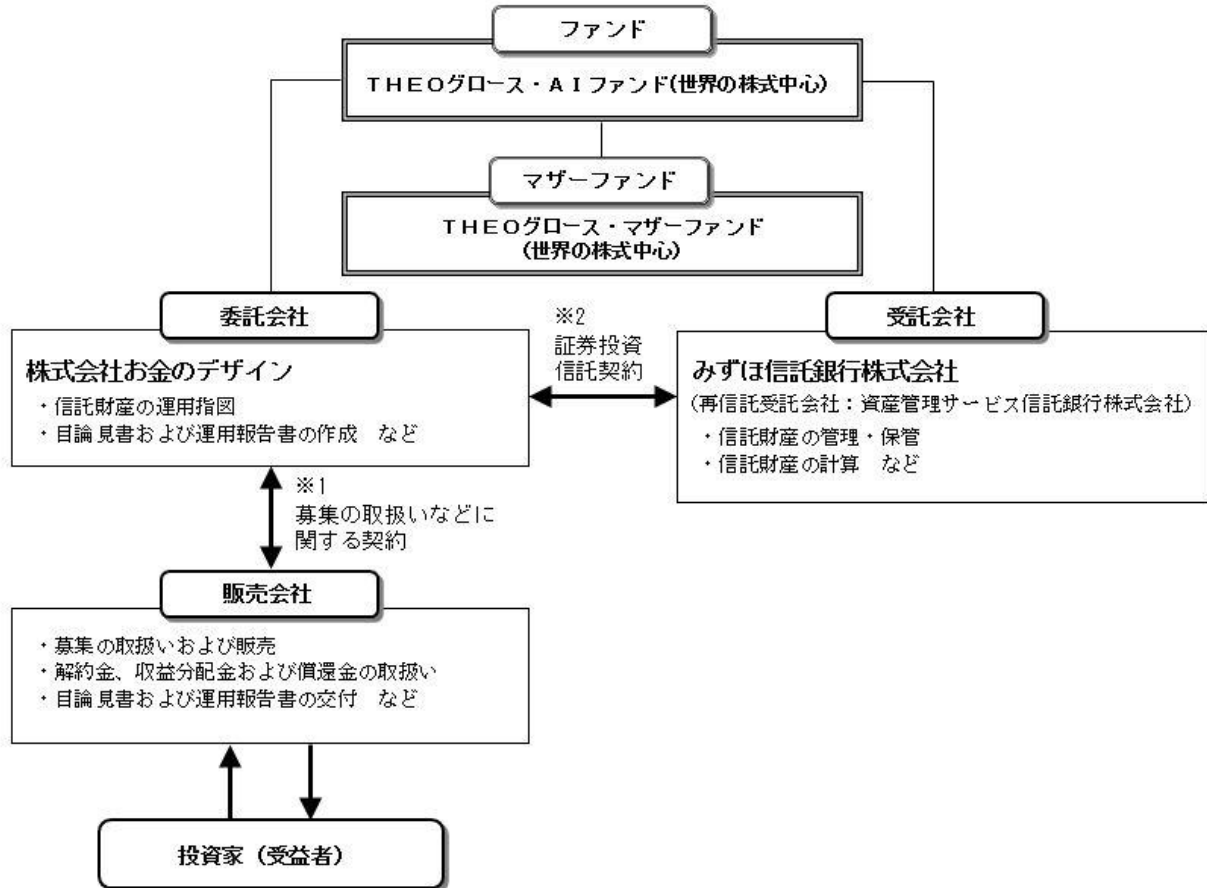 ファンド
ＴＨＥＯグロース・ＡＩファンド(世界の株式中心)
マザーファンド
ＴＨＥＯグロース・マザーファンド
(世界の株式中心)
委託会社
株式会社お金のデザイン
・信託財産の運用指図
・目論見書および運用報告書の作成　など
※2
証券投資
信託契約
受託会社
みずほ信託銀行株式会社
(再信託受託会社：資産管理サービス信託銀行株式会社)
・信託財産の管理・保管
・信託財産の計算　など
※1
募集の取扱いなどに
関する契約
販売会社
・募集の取扱いおよび販売
・解約金、収益分配金および償還金の取扱い
・目論見書および運用報告書の交付　など
投資家（受益者）